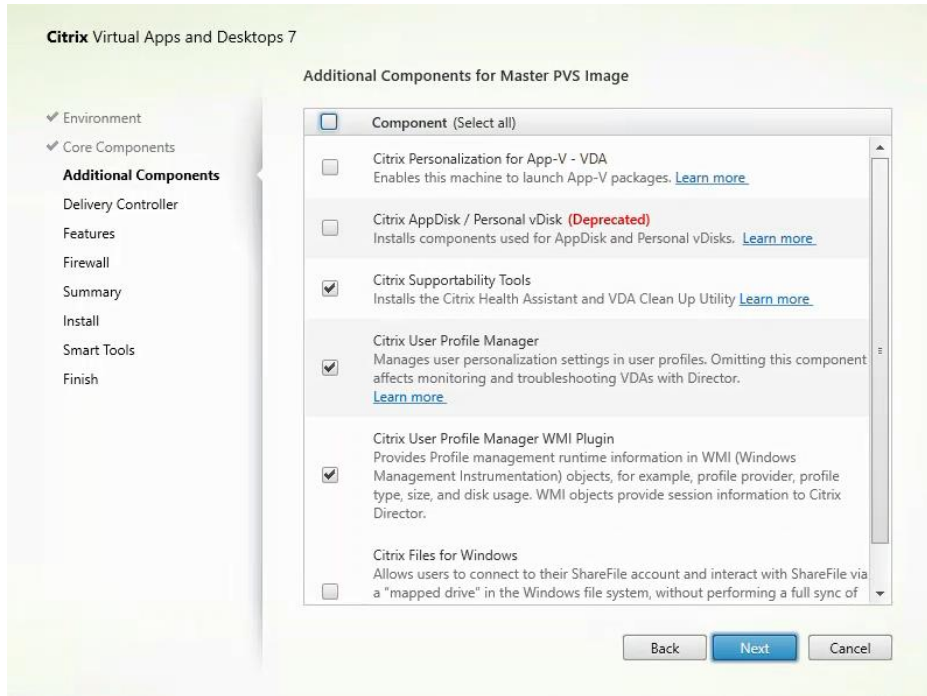 Citrix Virtual Apps and Desktops 7
Additional Components for Master PVS Image
Environment
Core Components
Additional Components
Delivery Controller
Features
Firewall
Summary
Install
Smart Tools
Finish
Component (Select all)
Citrix Personalization for App-V - VDA
Enables this machine to launch App-V packages. Learn more
Citrix AppDisk / Personal vDisk (Deprecated)
Installs components used for AppDisk and Personal vDisks. Learn more
Citrix Supportability Tools
Installs the Citrix Health Assistant and VDA Clean Up Utility Learn more
Citrix User Profile Manager
Manages user personalization settings in user profiles. Omitting this component
affects monitoring and troubleshooting VDAs with Director.
Learn more
Citrix User Profile Manager WMI Plugin
Provides Profile management runtime information in WMI (Windows
Management Instrumentation) objects, for example, profile provider, profile
type, size, and disk usage. WMI objects provide session information to Citrix
Director.
Citrix Files for Windows
Allows users to connect to their ShareFile account and interact with ShareFile via
a "mapped drive" in the Windows file system, without performing a full sync of
Back
Next
Cancel